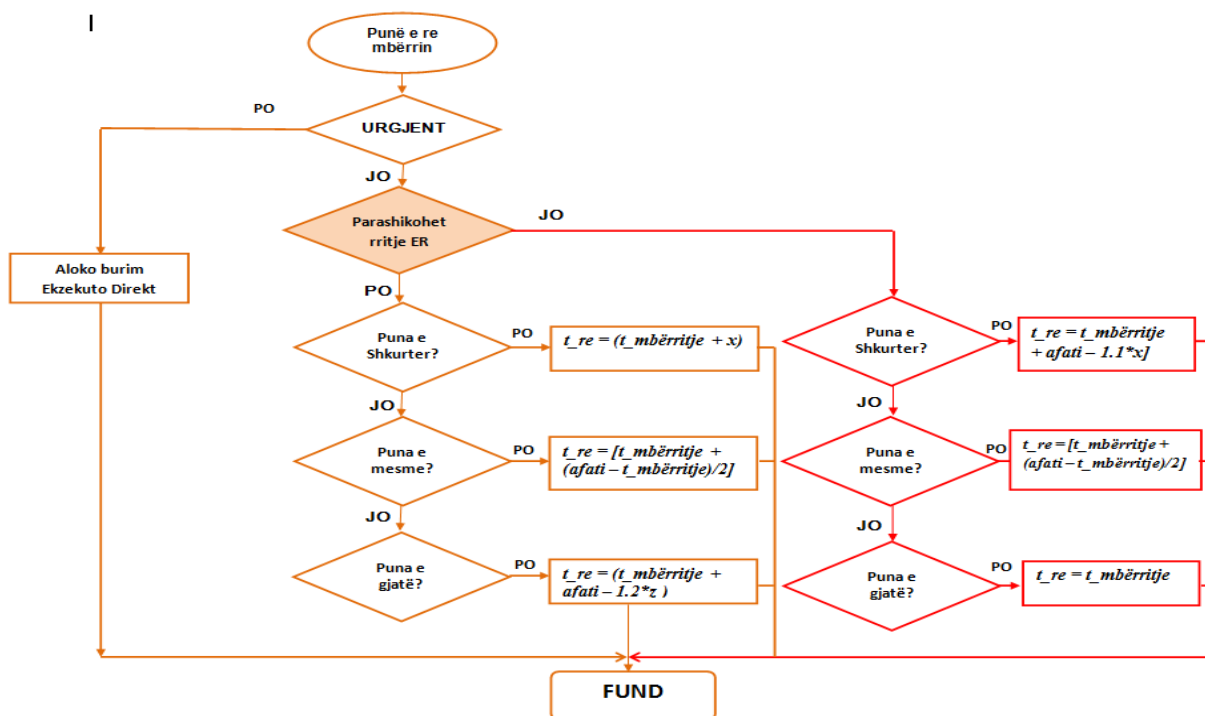 Punë e re
mbërrin
PO
URGJENT
JO
Parashikohet
rritje ER
JO
Aloko burim
Ekzekuto Direkt
PO
Puna e
Shkurter?
PO
t_re = (t_mbërritje + x)
Puna e
Shkurter?
PO
t_re = t_mbërritje
+ afati – 1.1*x]
JO
JO
Puna e
mesme?
PO
t_re = [t_mbërritje +
(afati – t_mbërritje)/2]
Puna e
mesme?
PO
t_re = [t_mbërritje +
(afati – t_mbërritje)/2]
JO
JO
Puna e
gjatë?
PO
t_re = (t_mbërritje +
afati – 1.2*z )
Puna e
gjatë?
PO
t_re = t_mbërritje
FUND